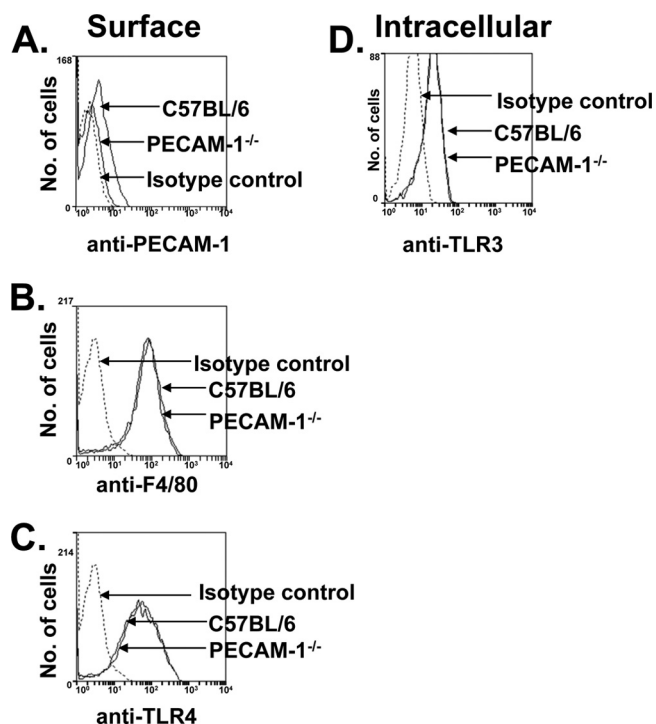 Surface
Intracellular
A.
168
No. of cells
0
C57BL/6
PECAM-1-/-
Isotype control
10⁰ 10¹ 10² 10³ 10⁴
anti-PECAM-1
D.
88
No. of cells
0
Isotype control
C57BL/6
PECAM-1-/-
10⁰ 10¹ 10² 10³ 10⁴
anti-TLR3
B.
217
No. of cells
0
Isotype control
C57BL/6
PECAM-1-/-
10⁰ 10¹ 10² 10³ 10⁴
anti-F4/80
C.
214
No. of cells
0
Isotype control
C57BL/6
PECAM-1-/-
10⁰ 10¹ 10² 10³ 10⁴
anti-TLR4